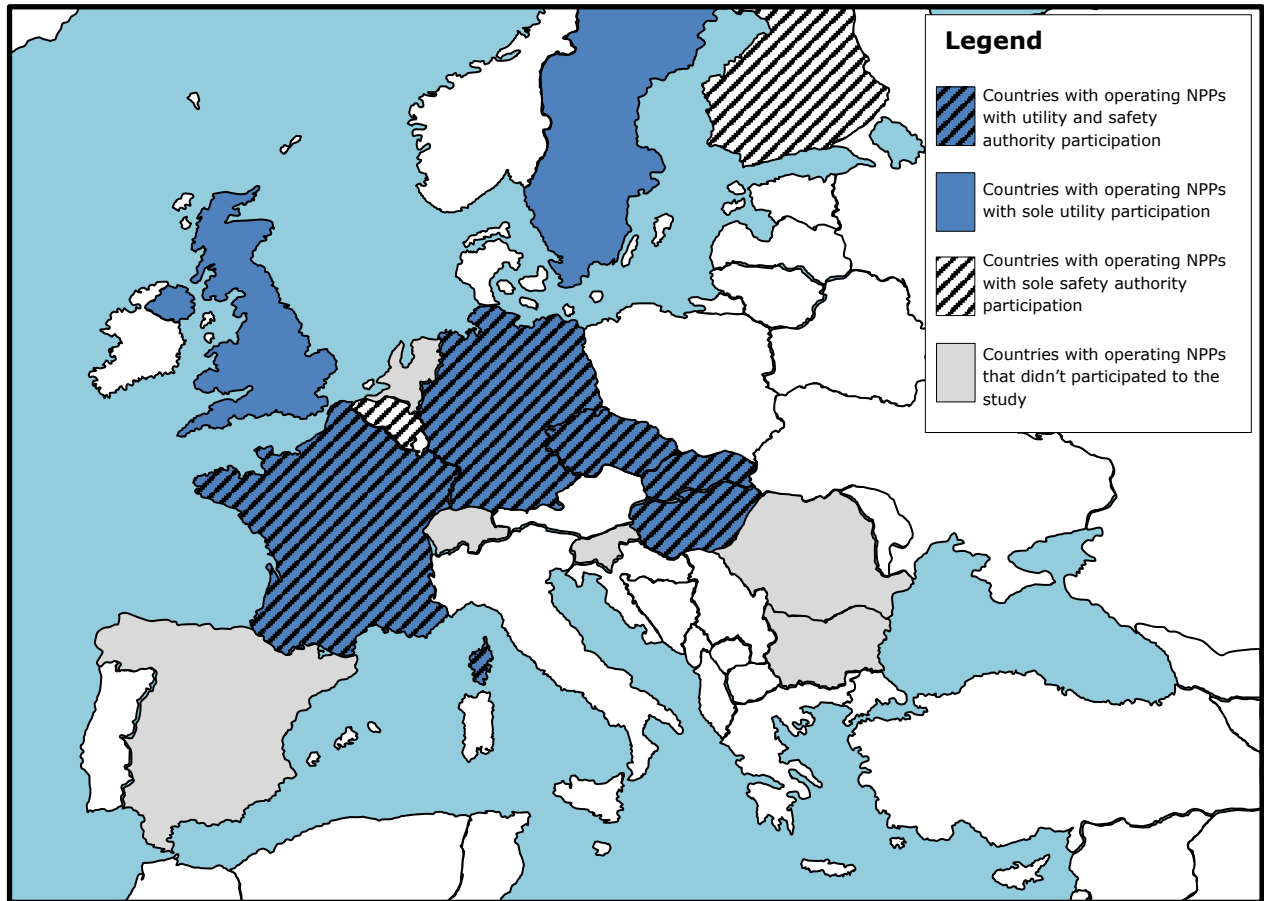 Legend
Countries with operating NPPs
with utility and safety
authority participation
Countries with operating NPPs
with sole utility participation
Countries with operating NPPs
with sole safety authority
participation
Countries with operating NPPs
that didn’t participated to the
study